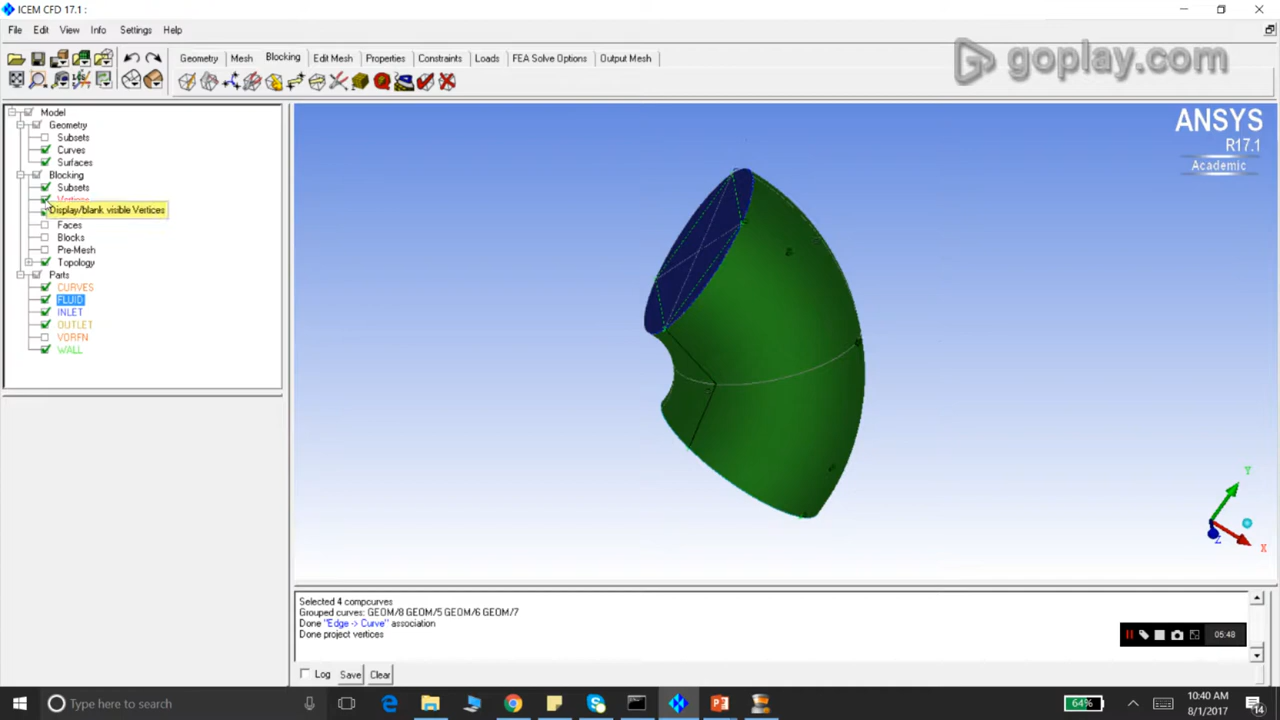 ICEM CFD 17.1 :
File Edit View Info Settings Help
Geometry Mesh Blocking Edit Mesh Properties Constraints Loads FEA Solve Options Output Mesh
goplay.com
Model
Geometry
Subsets
Curves
Surfaces
Blocking
Subsets
Vertices
Display/blank visible Vertices
Faces
Blocks
Pre-Mesh
Topology
Parts
CURVES
FLUID
INLET
OUTLET
VORFN
WALL
ANSYS
R17.1
Academic
Y
X
Z
Selected 4 compcurves
Grouped curves: GEOM/8 GEOM/5 GEOM/6 GEOM/7
Done "Edge -> Curve" association
Done project vertices
05:48
Log Save Clear
Type here to search
64%
10:40 AM
8/1/2017
14